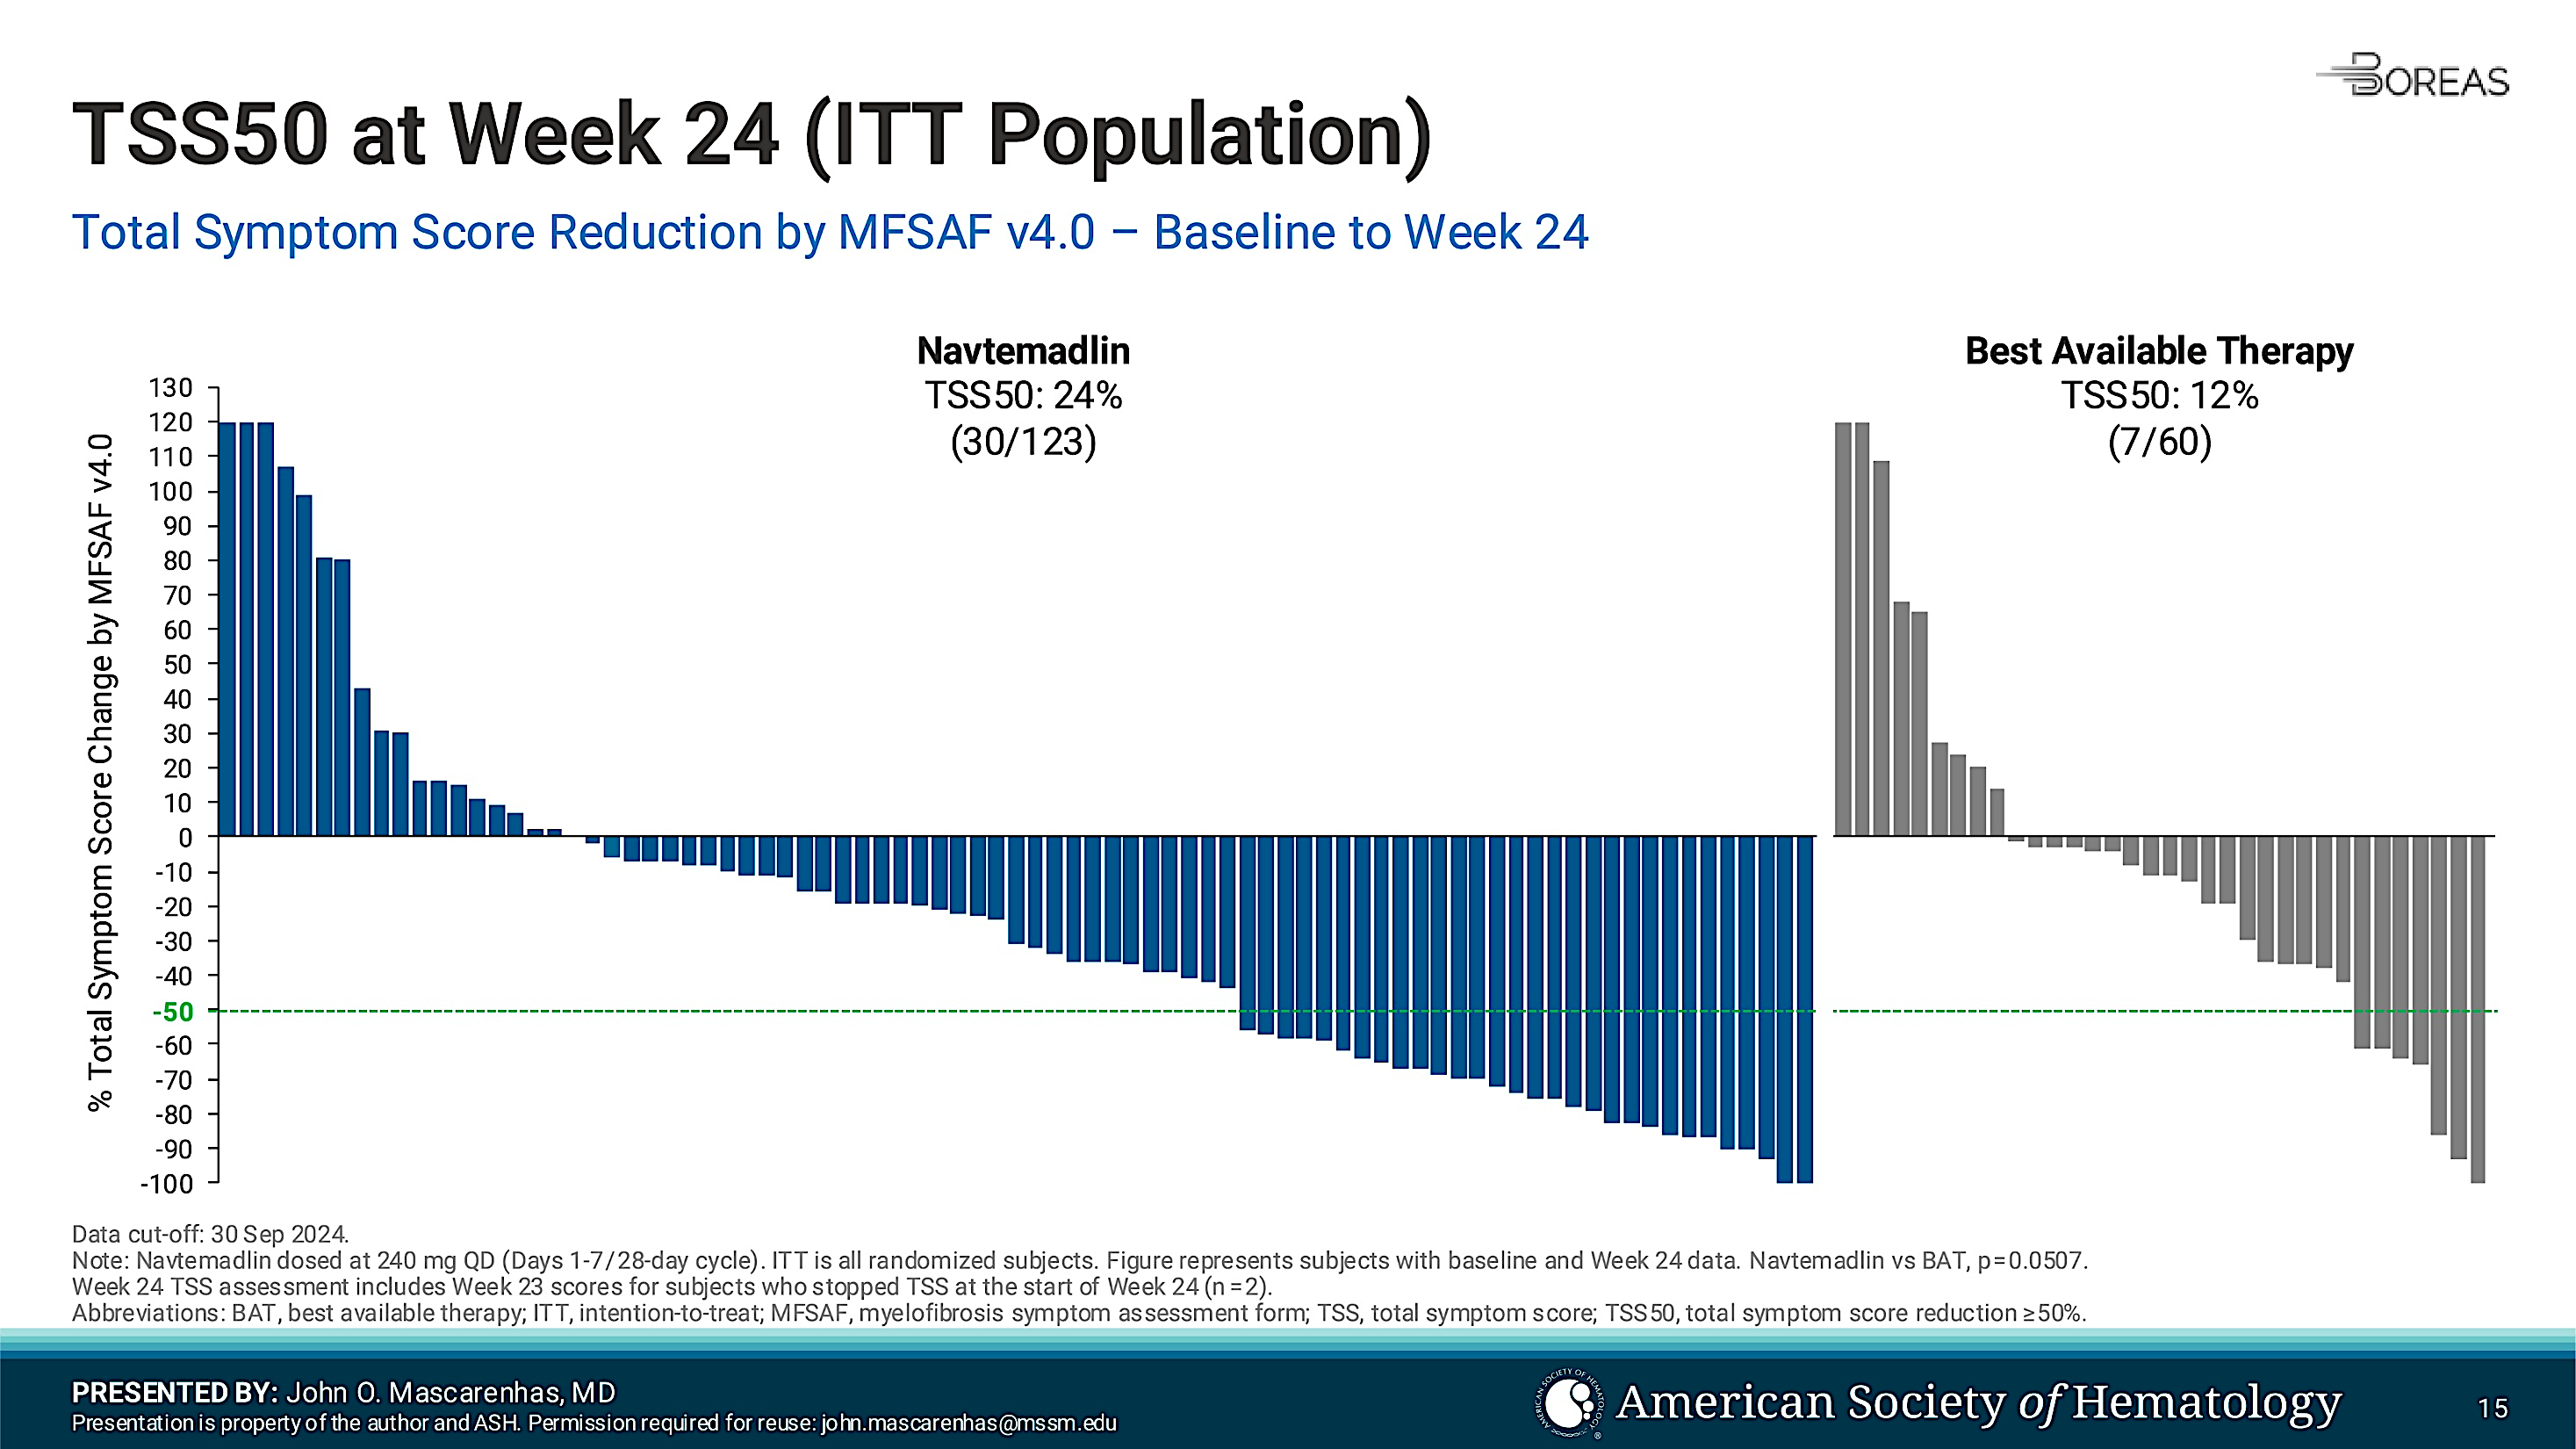 BOREAS
TSS50 at Week 24 (ITT Population)
Total Symptom Score Reduction by MFSAF v4.0 – Baseline to Week 24
Navtemadlin
TSS50: 24%
(30/123)
Best Available Therapy
TSS50: 12%
(7/60)
% Total Symptom Score Change by MFSAF v4.0
130
120
110
100
90
80
70
60
50
40
30
20
10
0
-10
-20
-30
-40
-50
-60
-70
-80
-90
-100
Data cut-off: 30 Sep 2024.
Note: Navtemadlin dosed at 240 mg QD (Days 1-7/28-day cycle). ITT is all randomized subjects. Figure represents subjects with baseline and Week 24 data. Navtemadlin vs BAT, p=0.0507.
Week 24 TSS assessment includes Week 23 scores for subjects who stopped TSS at the start of Week 24 (n=2).
Abbreviations: BAT, best available therapy; ITT, intention-to-treat; MFSAF, myelofibrosis symptom assessment form; TSS, total symptom score; TSS50, total symptom score reduction ≥50%.
PRESENTED BY: John O. Mascarenhas, MD
Presentation is property of the author and ASH. Permission required for reuse: john.mascarenhas@mssm.edu
AMERICAN SOCIETY OF HEMATOLOGY
®
American Society of Hematology
15